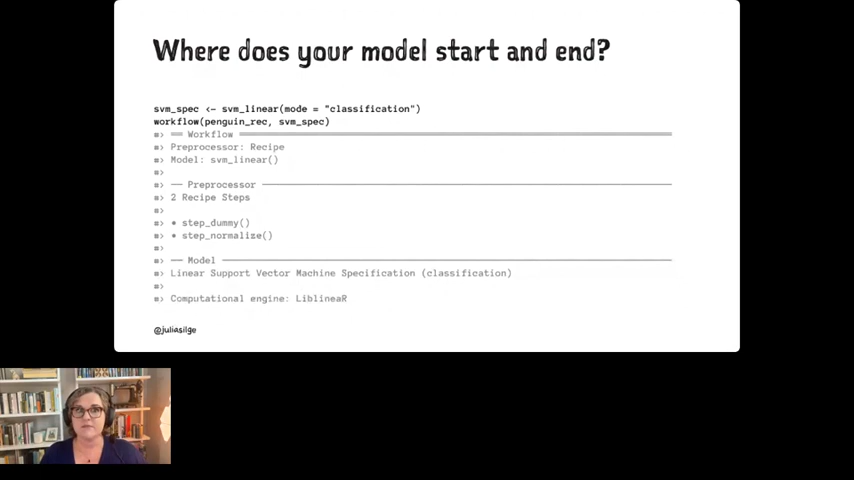 Where does your model start and end?
svm_spec <- svm_linear(mode = "classification")
workflow(penguin_rec, svm_spec)
#> ══ Workflow ════════════════════════════════════════
#> Preprocessor: Recipe
#> Model: svm_linear()
#>
#> ── Preprocessor ────────────────────────────────────────
#> 2 Recipe Steps
#>
#> • step_dummy()
#> • step_normalize()
#>
#> ── Model ────────────────────────────────────────
#> Linear Support Vector Machine Specification (classification)
#>
#> Computational engine: LiblineaR
@juliasilge